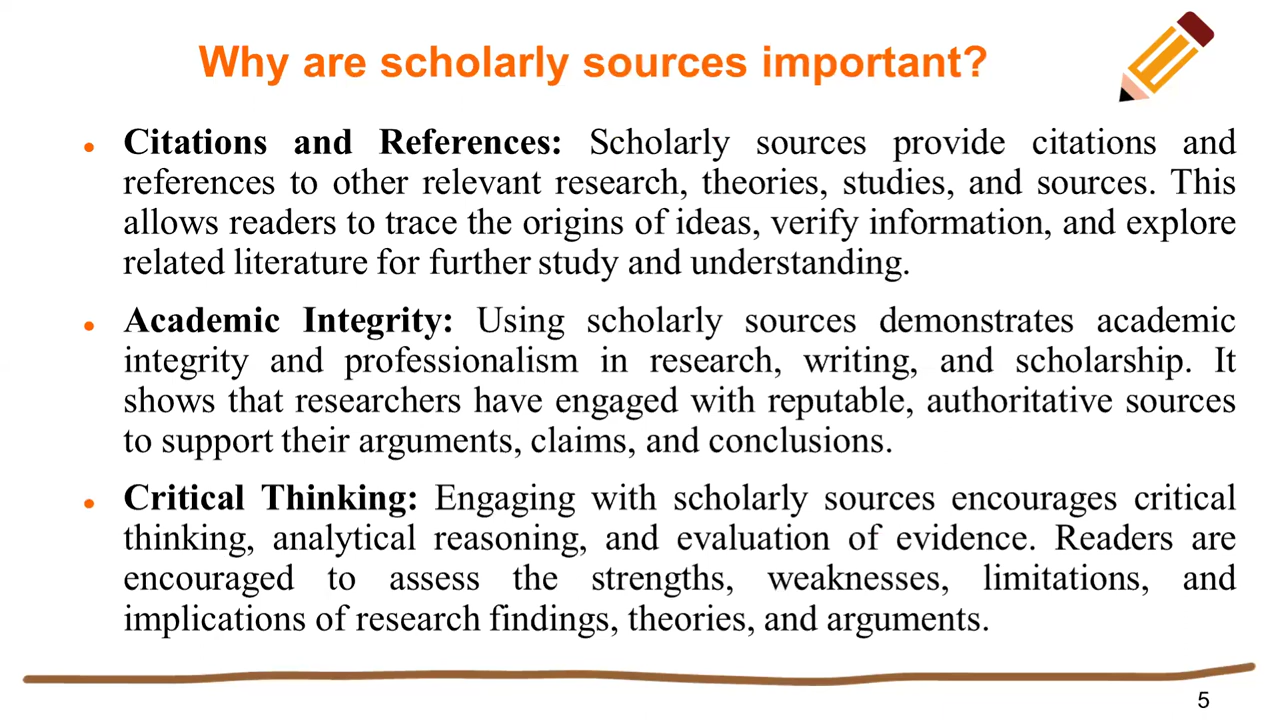 Why are scholarly sources important?
• Citations and References: Scholarly sources provide citations and
references to other relevant research, theories, studies, and sources. This
allows readers to trace the origins of ideas, verify information, and explore
related literature for further study and understanding.
• Academic Integrity: Using scholarly sources demonstrates academic
integrity and professionalism in research, writing, and scholarship. It
shows that researchers have engaged with reputable, authoritative sources
to support their arguments, claims, and conclusions.
• Critical Thinking: Engaging with scholarly sources encourages critical
thinking, analytical reasoning, and evaluation of evidence. Readers are
encouraged to assess the strengths, weaknesses, limitations, and
implications of research findings, theories, and arguments.
5